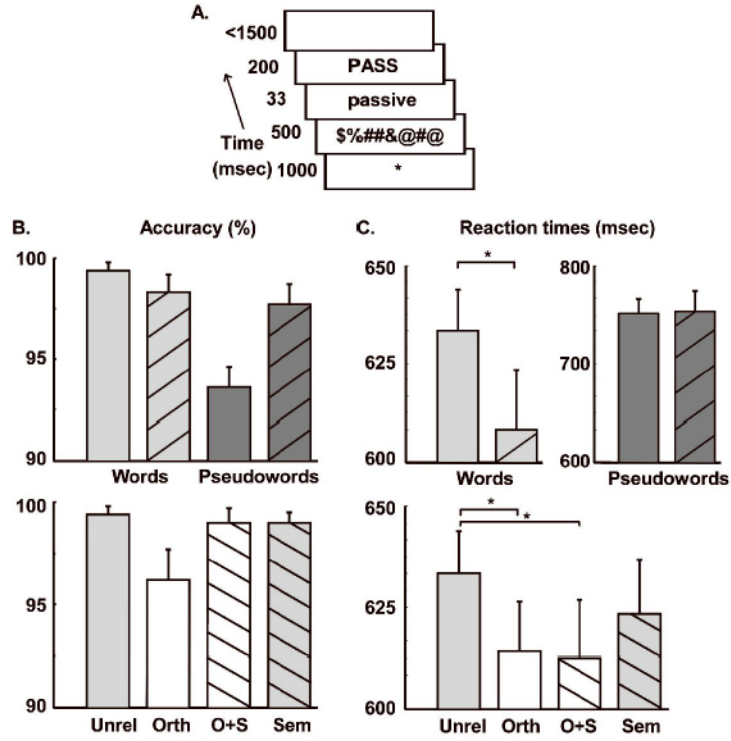 A.
<1500
200 PASS
33 passive
500 $%##&@#@
Time
(msec) 1000 *
B. Accuracy (%)
100
95
90
Words Pseudowords
100
95
90
Unrel Orth O+S Sem
C. Reaction times (msec)
650
625
600
*
Words
800
700
600
Pseudowords
650
625
600
*
*
Unrel Orth O+S Sem